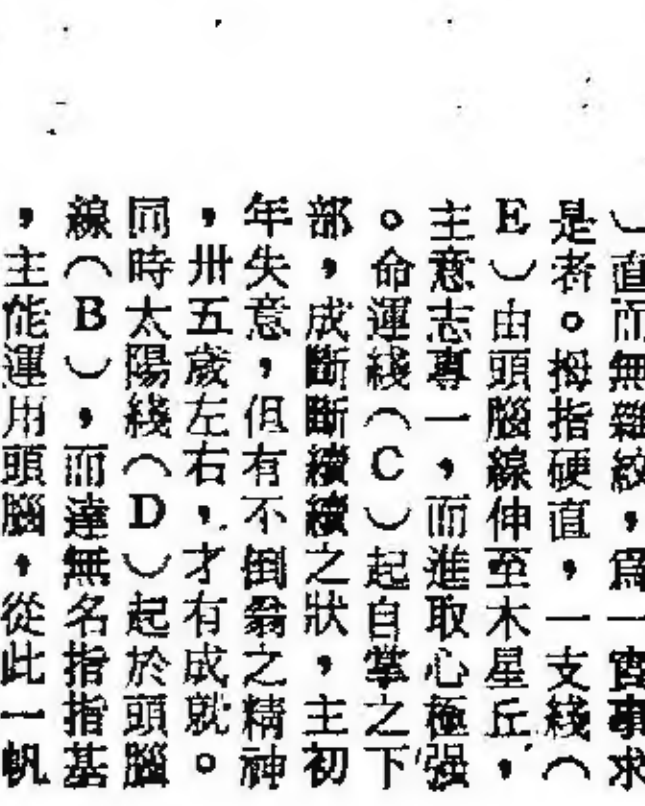 ︶直而無雜紋，爲一實事求
是者。拇指硬直，一支綫︵
E︶由頭腦線伸至木星丘，
主意志專一，而進取心極强
。命運綫︵C︶起自掌之下
部，成斷斷續續之狀，主初
年失意，但有不倒翁之精神
，卅五歲左右，才有成就。
同時太陽綫︵D︶起於頭腦
線︵B︶，而達無名指指基
，主能運用頭腦，從此一帆